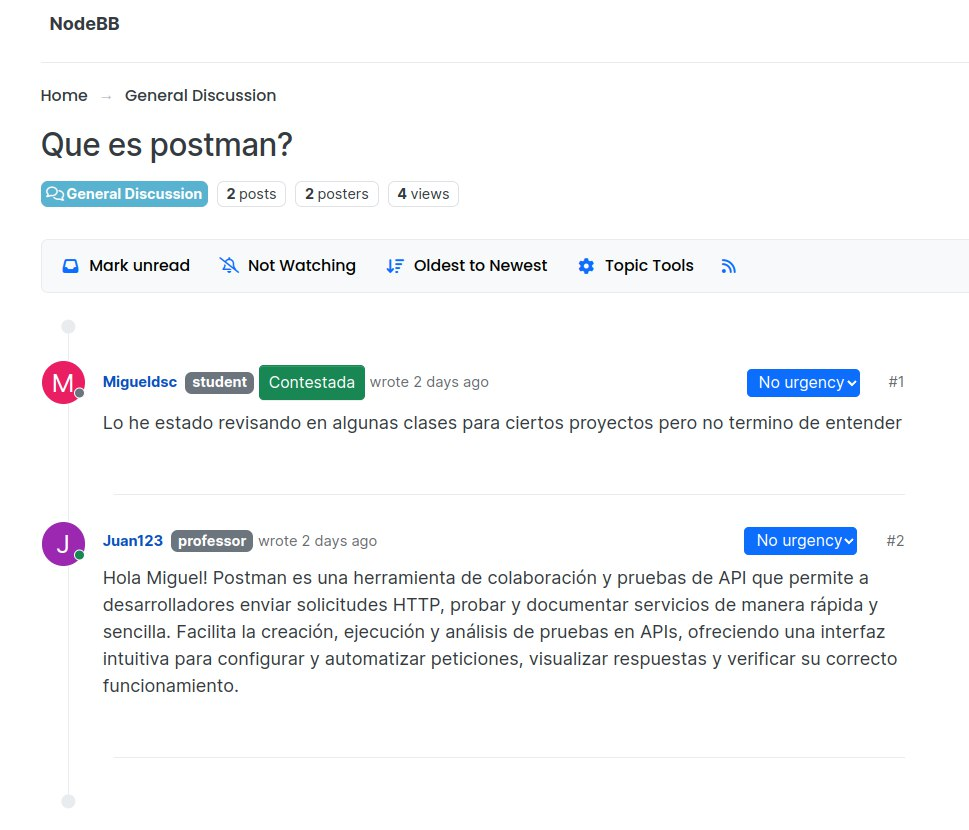 NodeBB
Home → General Discussion
Que es postman?
General Discussion 2 posts 2 posters 4 views
Mark unread Not Watching Oldest to Newest Topic Tools
M Migueldsc student Contestada wrote 2 days ago No urgency #1
Lo he estado revisando en algunas clases para ciertos proyectos pero no termino de entender
J Juan123 professor wrote 2 days ago No urgency #2
Hola Miguel! Postman es una herramienta de colaboración y pruebas de API que permite a
desarrolladores enviar solicitudes HTTP, probar y documentar servicios de manera rápida y
sencilla. Facilita la creación, ejecución y análisis de pruebas en APIs, ofreciendo una interfaz
intuitiva para configurar y automatizar peticiones, visualizar respuestas y verificar su correcto
funcionamiento.